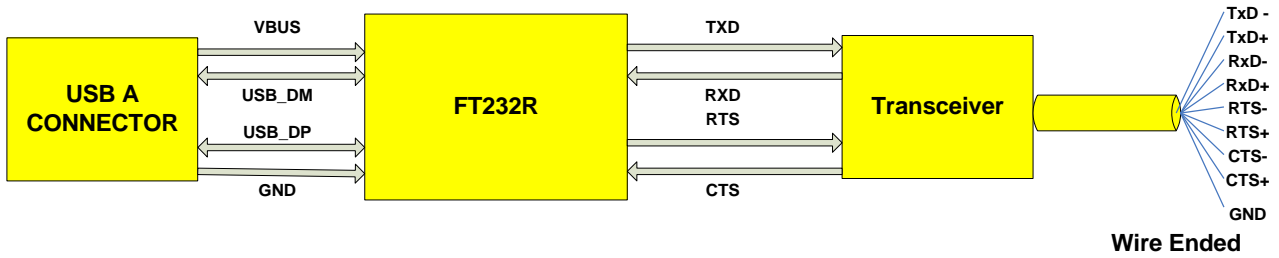 USB A
CONNECTOR
VBUS
USB_DM
USB_DP
GND
FT232R
TXD
RXD
RTS
CTS
Transceiver
TxD -
TxD+
RxD-
RxD+
RTS-
RTS+
CTS-
CTS+
GND
Wire Ended